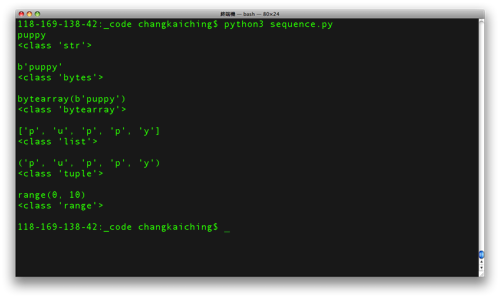 — bash — 80×24
118-169-138-42:_code changkaiching$ python3 sequence.py
puppy
<class 'str'>
b'puppy'
<class 'bytes'>
bytearray(b'puppy')
<class 'bytearray'>
['p', 'u', 'p', 'p', 'y']
<class 'list'>
('p', 'u', 'p', 'p', 'y')
<class 'tuple'>
range(0, 10)
<class 'range'>
118-169-138-42:_code changkaiching$ _